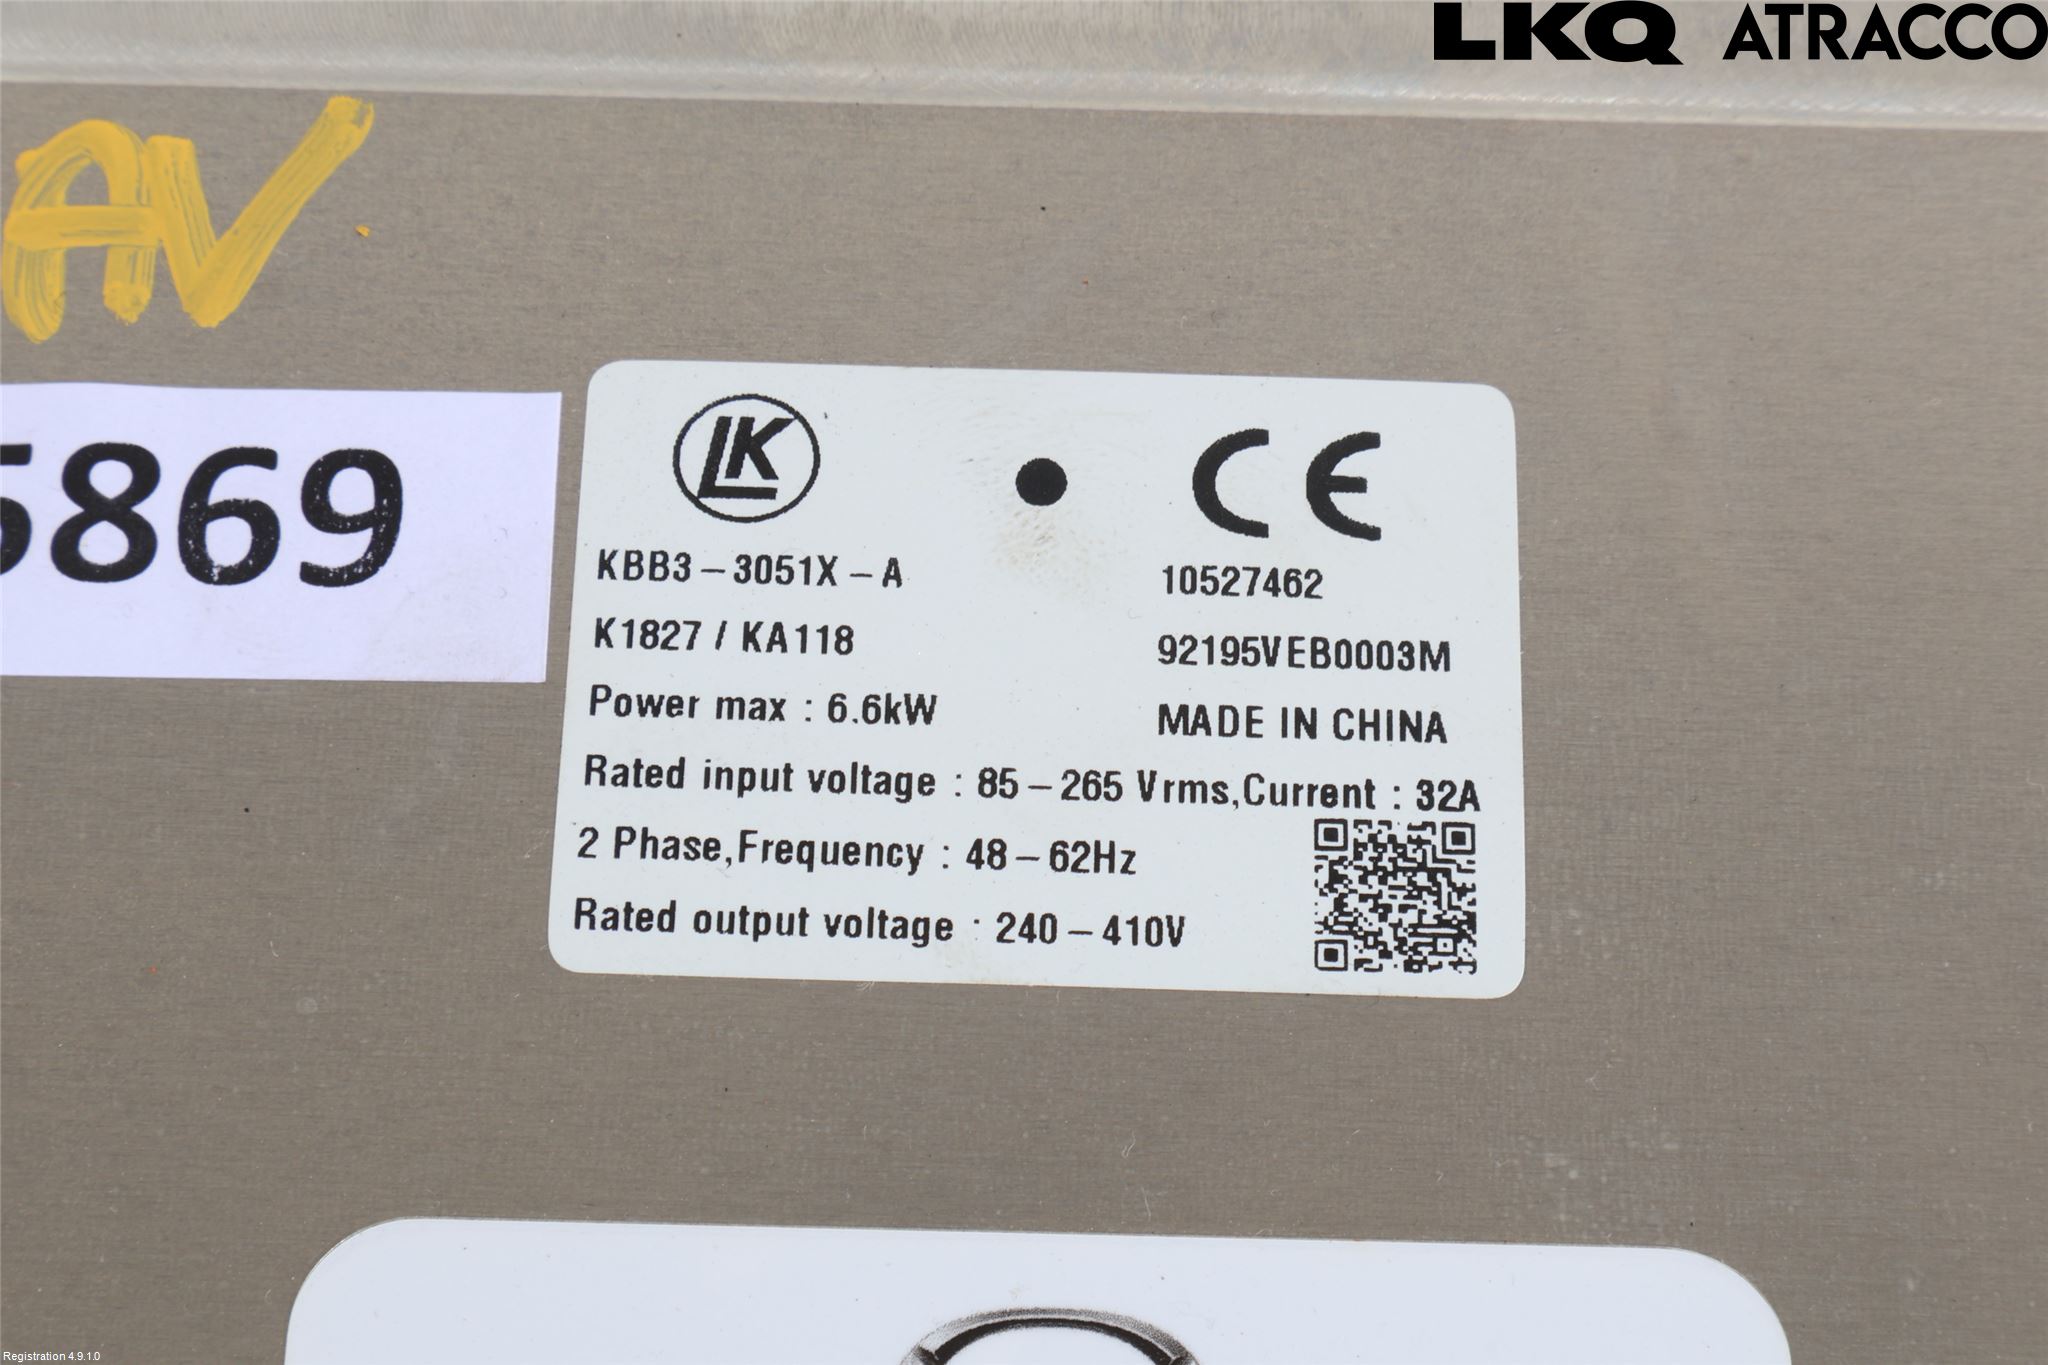 LKQ ATRACCO
AV
5869
LK
CE
KBB3-3051X-A
10527462
K1827 / KA118
92195VEB0003M
Power max : 6.6kW
MADE IN CHINA
Rated input voltage : 85-265 Vrms,Current : 32A
2 Phase,Frequency : 48-62Hz
Rated output voltage : 240-410V
Registration 4.9.1.0